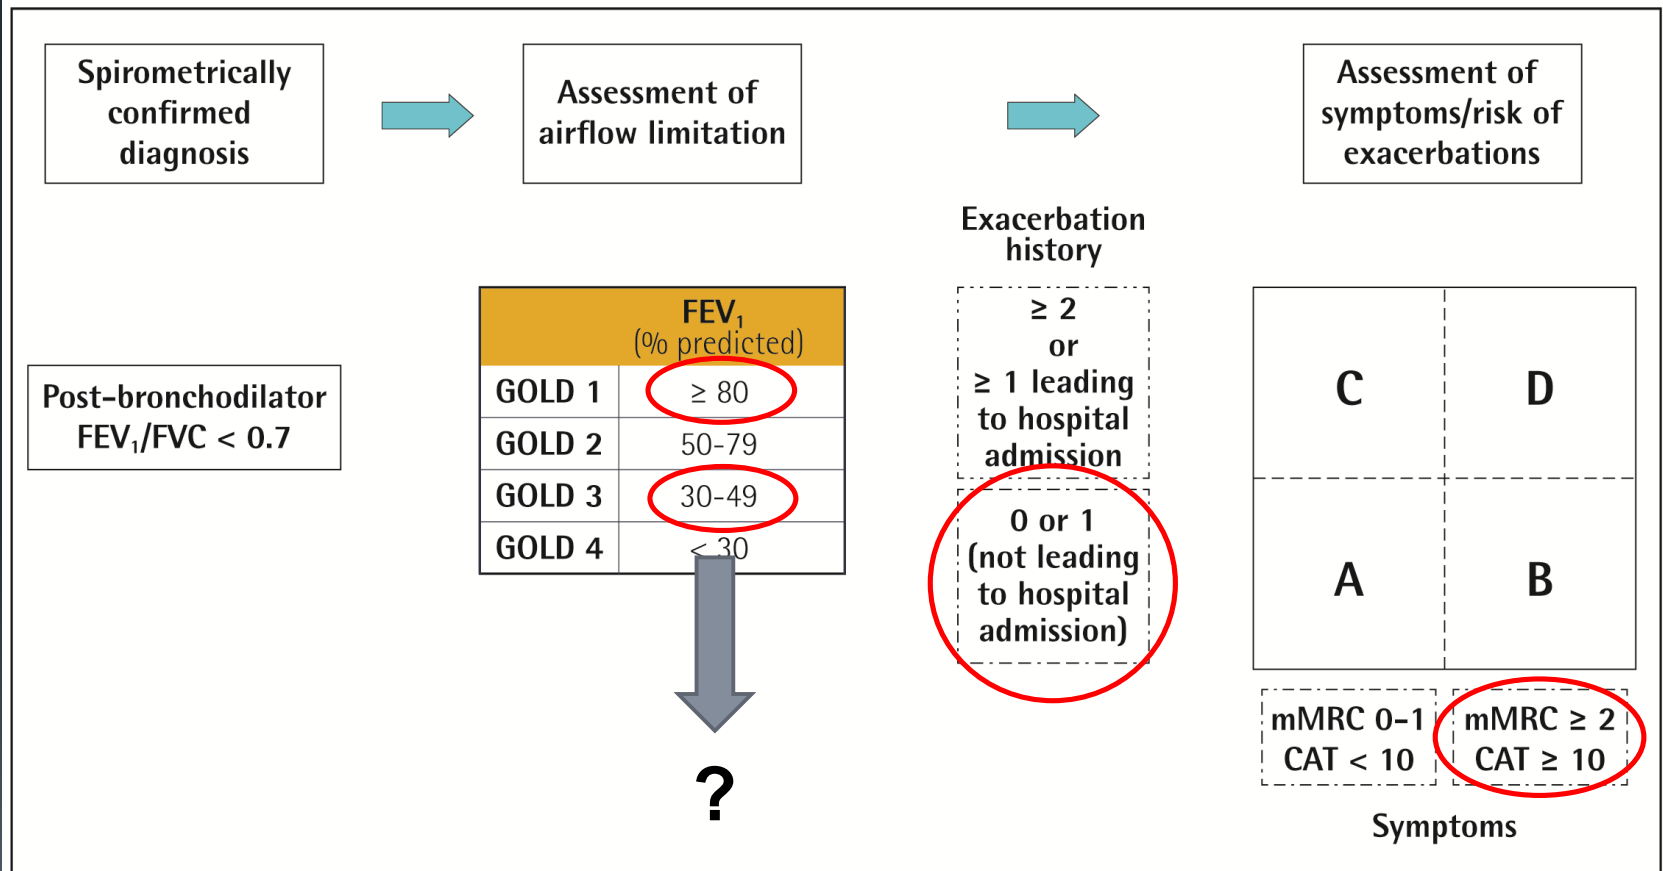 Spirometrically
confirmed
diagnosis
Assessment of
airflow limitation
Assessment of
symptoms/risk of
exacerbations
Post-bronchodilator
FEV₁/FVC < 0.7
FEV₁
(% predicted)
GOLD 1 ≥ 80
GOLD 2 50-79
GOLD 3 30-49
GOLD 4 < 30
?
Exacerbation
history
≥ 2
or
≥ 1 leading
to hospital
admission
0 or 1
(not leading
to hospital
admission)
C D
A B
mMRC 0-1
CAT < 10
mMRC ≥ 2
CAT ≥ 10
Symptoms